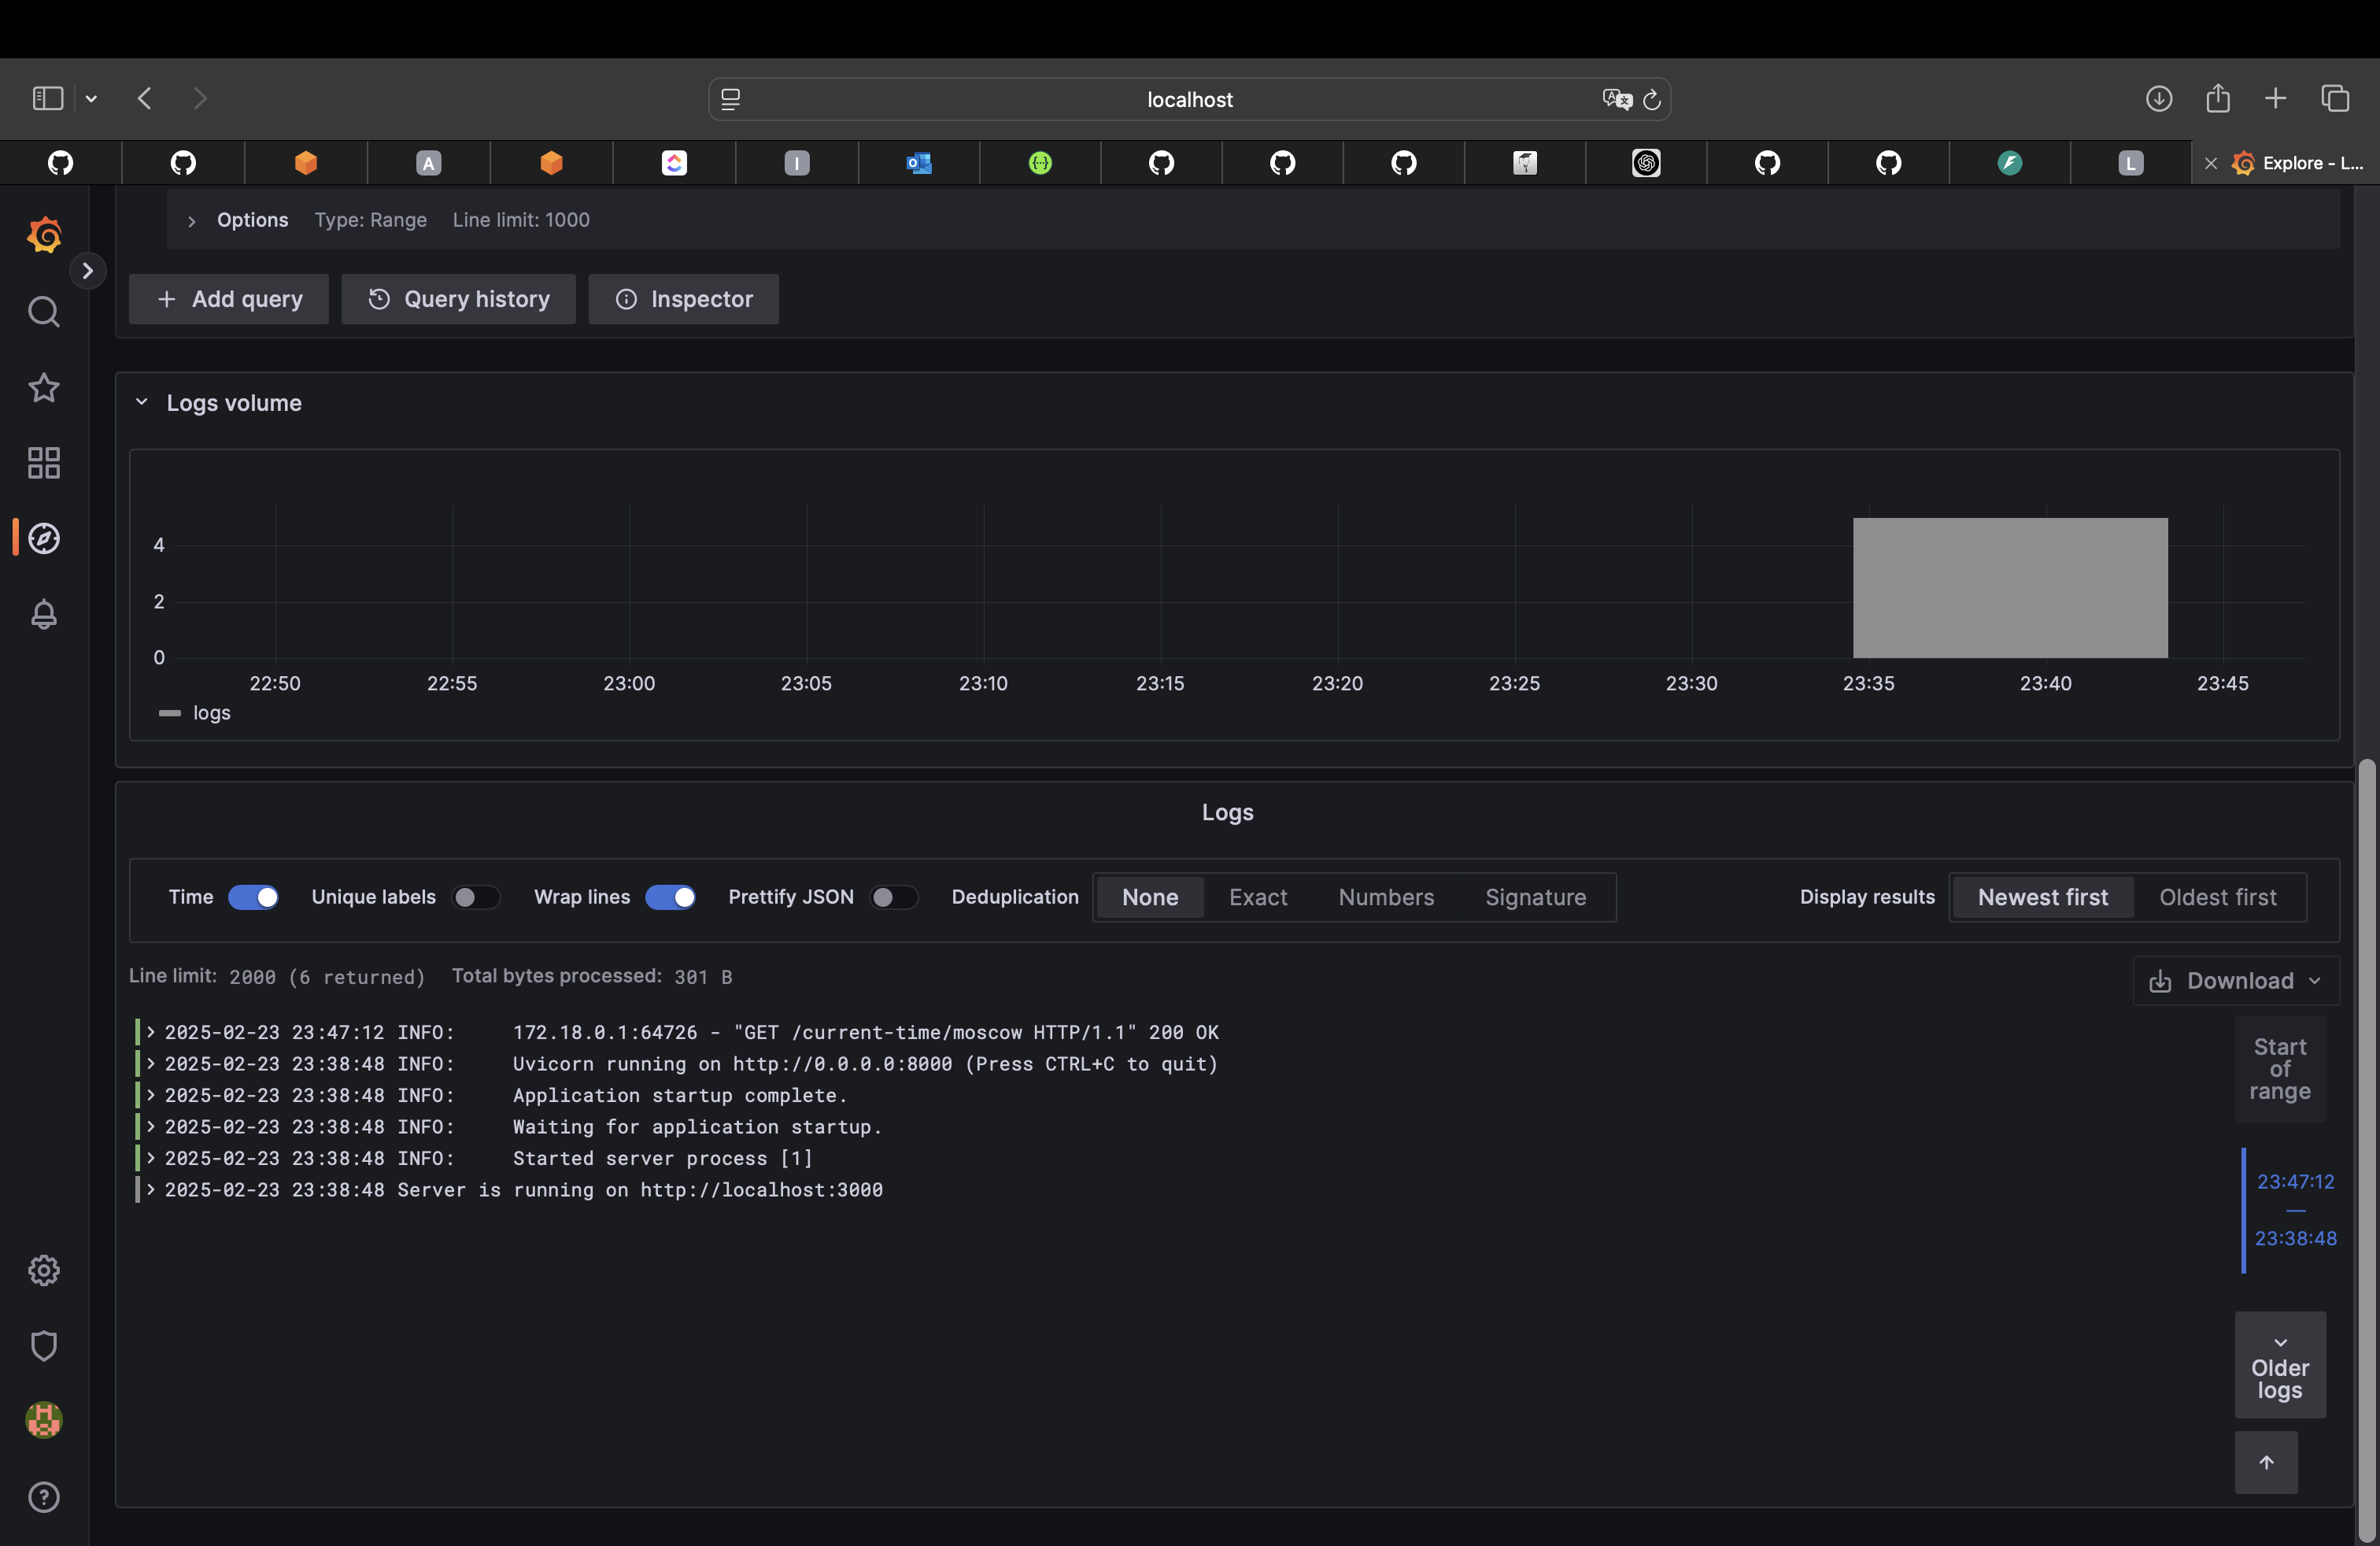 localhost
A
I
L
Explore - L...
Options Type: Range Line limit: 1000
Add query Query history Inspector
Logs volume
4
2
0
22:50 22:55 23:00 23:05 23:10 23:15 23:20 23:25 23:30 23:35 23:40 23:45
logs
Logs
Time Unique labels Wrap lines Prettify JSON Deduplication None Exact Numbers Signature Display results Newest first Oldest first
Line limit: 2000 (6 returned) Total bytes processed: 301 B Download
2025-02-23 23:47:12 INFO: 172.18.0.1:64726 - "GET /current-time/moscow HTTP/1.1" 200 OK
2025-02-23 23:38:48 INFO: Uvicorn running on http://0.0.0.0:8000 (Press CTRL+C to quit)
2025-02-23 23:38:48 INFO: Application startup complete.
2025-02-23 23:38:48 INFO: Waiting for application startup.
2025-02-23 23:38:48 INFO: Started server process [1]
2025-02-23 23:38:48 Server is running on http://localhost:3000
Start
of
range
23:47:12
—
23:38:48
Older
logs